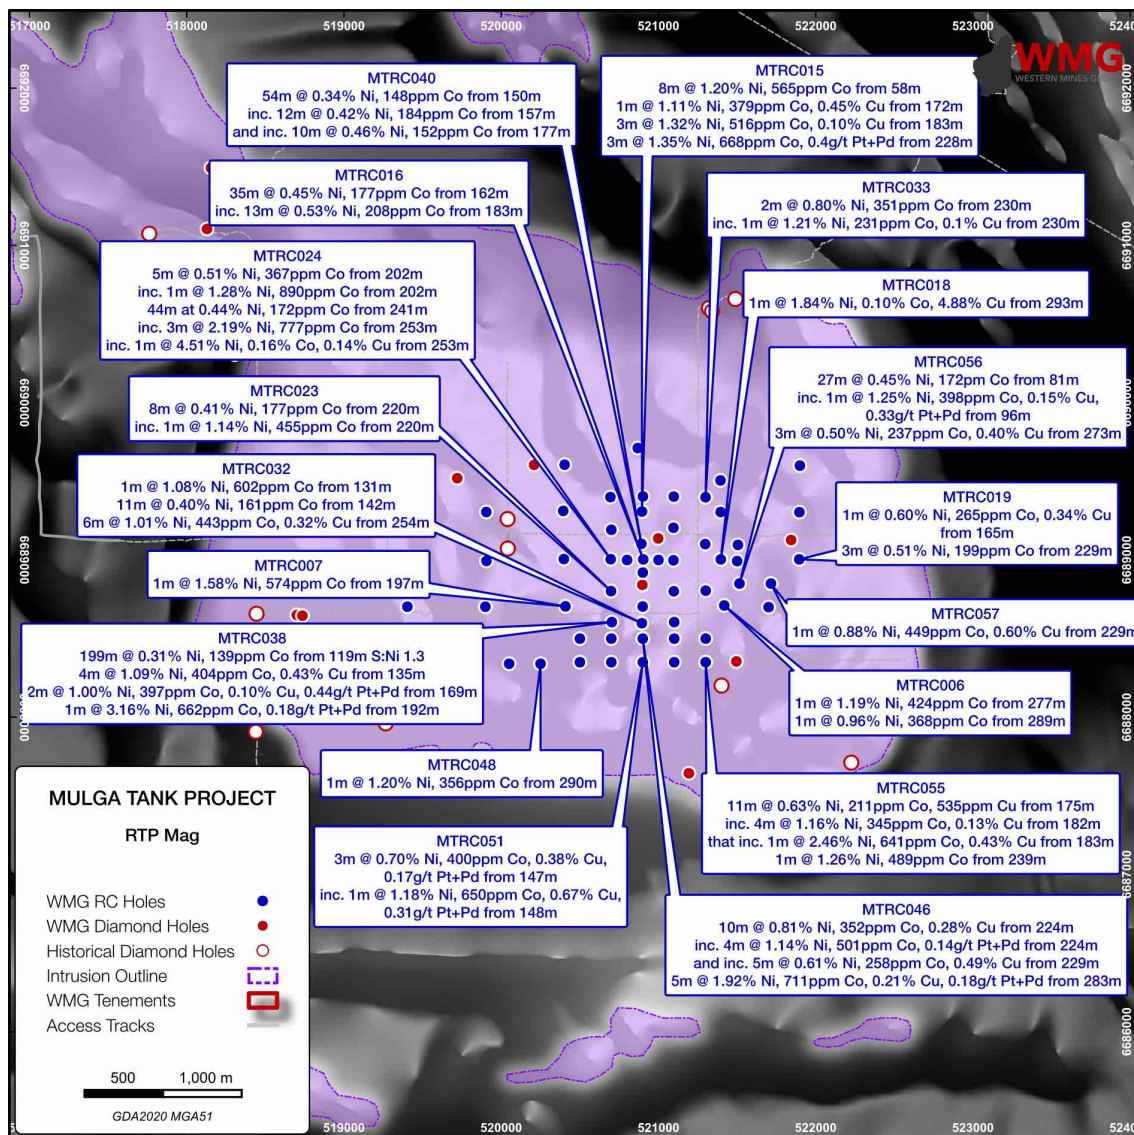 517000
518000
519000
520000
521000
522000
523000
6692000
WMG
WESTERN MINES
6692000
MTRC040
54m @ 0.34% Ni, 148ppm Co from 150m
inc. 12m @ 0.42% Ni, 184ppm Co from 157m
and inc. 10m @ 0.46% Ni, 152ppm Co from 177m
MTRC015
8m @ 1.20% Ni, 565ppm Co from 58m
1m @ 1.11% Ni, 379ppm Co, 0.45% Cu from 172m
3m @ 1.32% Ni, 516ppm Co, 0.10% Cu from 183m
3m @ 1.35% Ni, 668ppm Co, 0.4g/t Pt+Pd from 228m
MTRC016
35m @ 0.45% Ni, 177ppm Co from 162m
inc. 13m @ 0.53% Ni, 208ppm Co from 183m
MTRC033
2m @ 0.80% Ni, 351ppm Co from 230m
inc. 1m @ 1.21% Ni, 231ppm Co, 0.1% Cu from 230m
6691000
6691000
MTRC024
5m @ 0.51% Ni, 367ppm Co from 202m
inc. 1m @ 1.28% Ni, 890ppm Co from 202m
44m at 0.44% Ni, 172ppm Co from 241m
inc. 3m @ 2.19% Ni, 777ppm Co from 253m
inc. 1m @ 4.51% Ni, 0.16% Co, 0.14% Cu from 253m
MTRC018
1m @ 1.84% Ni, 0.10% Co, 4.88% Cu from 293m
MTRC056
27m @ 0.45% Ni, 172pm Co from 81m
inc. 1m @ 1.25% Ni, 398ppm Co, 0.15% Cu,
0.33g/t Pt+Pd from 96m
3m @ 0.50% Ni, 237ppm Co, 0.40% Cu from 273m
6690000
MTRC023
8m @ 0.41% Ni, 177ppm Co from 220m
inc. 1m @ 1.14% Ni, 455ppm Co from 220m
MTRC032
1m @ 1.08% Ni, 602ppm Co from 131m
11m @ 0.40% Ni, 161ppm Co from 142m
6m @ 1.01% Ni, 443ppm Co, 0.32% Cu from 254m
MTRC019
1m @ 0.60% Ni, 265ppm Co, 0.34% Cu
from 165m
3m @ 0.51% Ni, 199ppm Co from 229m
6689000
6689000
MTRC007
1m @ 1.58% Ni, 574ppm Co from 197m
MTRC057
1m @ 0.88% Ni, 449ppm Co, 0.60% Cu from 229m
MTRC038
199m @ 0.31% Ni, 139ppm Co from 119m S:Ni 1.3
4m @ 1.09% Ni, 404ppm Co, 0.43% Cu from 135m
2m @ 1.00% Ni, 397ppm Co, 0.10% Cu, 0.44g/t Pt+Pd from 169m
1m @ 3.16% Ni, 662ppm Co, 0.18g/t Pt+Pd from 192m
MTRC006
1m @ 1.19% Ni, 424ppm Co from 277m
1m @ 0.96% Ni, 368ppm Co from 289m
6688000
MTRC048
1m @ 1.20% Ni, 356ppm Co from 290m
MTRC055
11m @ 0.63% Ni, 211ppm Co, 535ppm Cu from 175m
inc. 4m @ 1.16% Ni, 345ppm Co, 0.13% Cu from 182m
that inc. 1m @ 2.46% Ni, 641ppm Co, 0.43% Cu from 183m
1m @ 1.26% Ni, 489ppm Co from 239m
MTRC051
3m @ 0.70% Ni, 400ppm Co, 0.38% Cu,
0.17g/t Pt+Pd from 147m
inc. 1m @ 1.18% Ni, 650ppm Co, 0.67% Cu,
0.31g/t Pt+Pd from 148m
6687000
MTRC046
10m @ 0.81% Ni, 352ppm Co, 0.28% Cu from 224m
inc. 4m @ 1.14% Ni, 501ppm Co, 0.14g/t Pt+Pd from 224m
and inc. 5m @ 0.61% Ni, 258ppm Co, 0.49% Cu from 229m
5m @ 1.92% Ni, 711ppm Co, 0.21% Cu, 0.18g/t Pt+Pd from 283m
6686000
MULGA TANK PROJECT
RTP Mag
WMG RC Holes
WMG Diamond Holes
Historical Diamond Holes
Intrusion Outline
WMG Tenements
Access Tracks
500 1,000 m
GDA2020 MGA51
519000
520000
521000
522000
523000